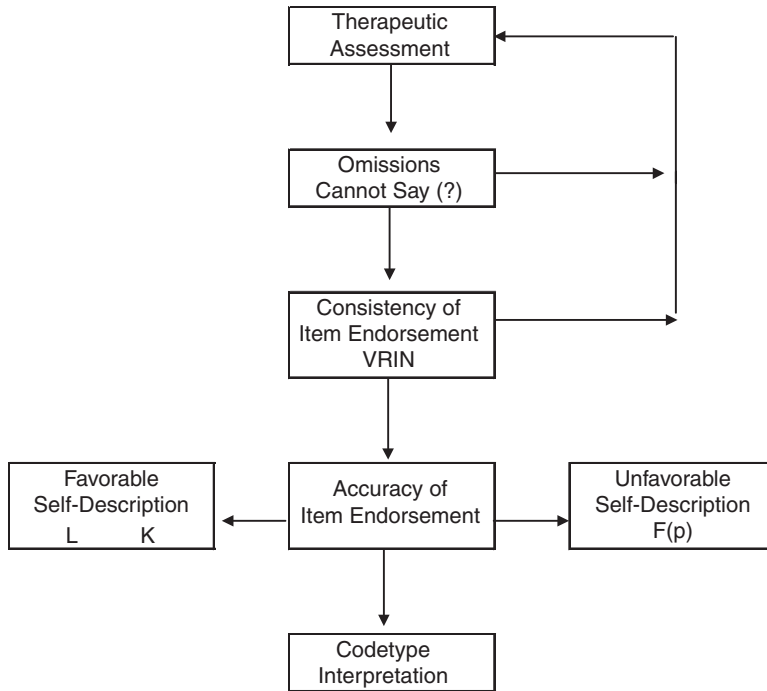 Therapeutic
Assessment
Omissions
Cannot Say (?)
Consistency of
Item Endorsement
VRIN
Favorable
Self-Description
L K
Accuracy of
Item Endorsement
Unfavorable
Self-Description
F(p)
Codetype
Interpretation